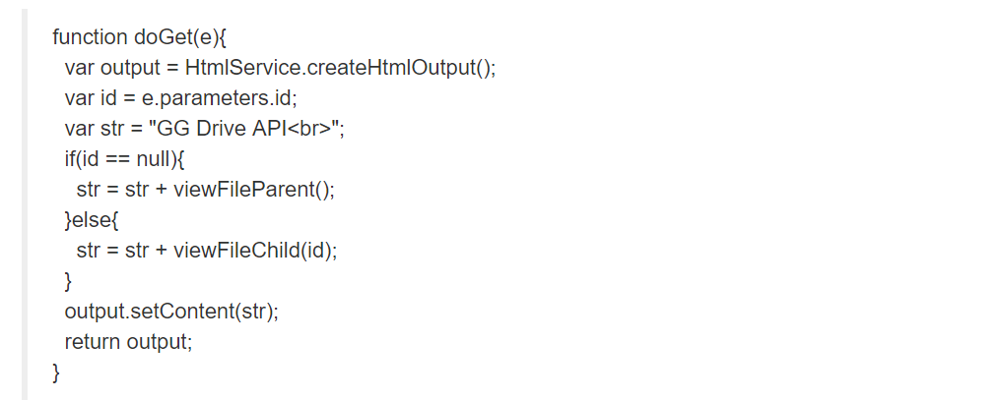 function doGet(e){
var output = HtmlService.createHtmlOutput();
var id = e.parameters.id;
var str = "GG Drive API<br>";
if(id == null){
str = str + viewFileParent();
}else{
str = str + viewFileChild(id);
}
output.setContent(str);
return output;
}